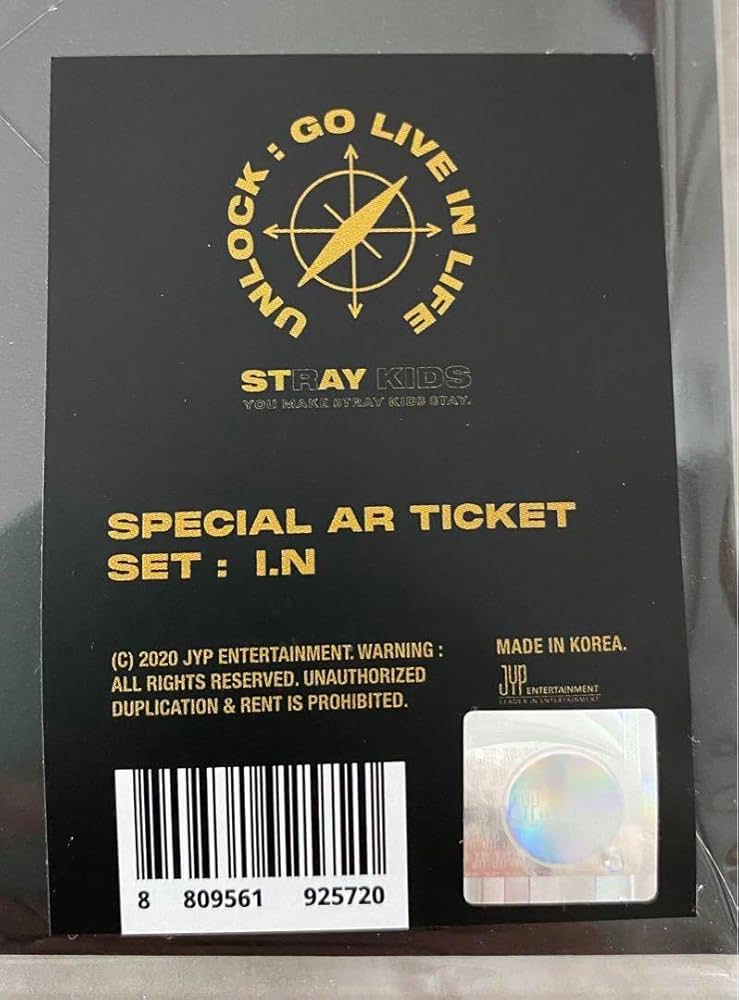 UNLOCK : GO LIVE IN LIFE
STRAY KIDS
YOU MAKE STRAY KIDS STAY.
SPECIAL AR TICKET
SET : I.N
(C) 2020 JYP ENTERTAINMENT. WARNING :
ALL RIGHTS RESERVED. UNAUTHORIZED
DUPLICATION & RENT IS PROHIBITED.
MADE IN KOREA.
JYP ENTERTAINMENT
LEADER IN ENTERTAINMENT
8 809561 925720